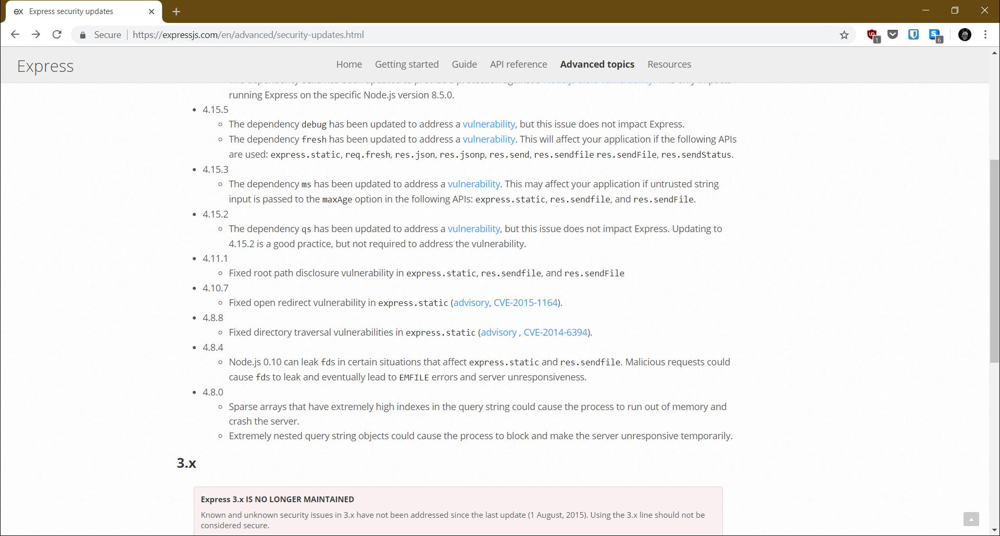 Express security updates
Secure
https://expressjs.com/en/advanced/security-updates.html
1
6
Express
Home
Getting started
Guide
API reference
Advanced topics
Resources
running Express on the specific Node.js version 8.5.0.
4.15.5
The dependency debug has been updated to address a vulnerability, but this issue does not impact Express.
The dependency fresh has been updated to address a vulnerability. This will affect your application if the following APIs
are used: express.static, req.fresh, res.json, res.jsonp, res.send, res.sendfile res.sendFile, res.sendStatus.
4.15.3
The dependency ms has been updated to address a vulnerability. This may affect your application if untrusted string
input is passed to the maxAge option in the following APIs: express.static, res.sendfile, and res.sendFile.
4.15.2
The dependency qs has been updated to address a vulnerability, but this issue does not impact Express. Updating to
4.15.2 is a good practice, but not required to address the vulnerability.
4.11.1
Fixed root path disclosure vulnerability in express.static, res.sendfile, and res.sendFile
4.10.7
Fixed open redirect vulnerability in express.static (advisory, CVE-2015-1164).
4.8.8
Fixed directory traversal vulnerabilities in express.static (advisory , CVE-2014-6394).
4.8.4
Node.js 0.10 can leak fds in certain situations that affect express.static and res.sendfile. Malicious requests could
cause fds to leak and eventually lead to EMFILE errors and server unresponsiveness.
4.8.0
Sparse arrays that have extremely high indexes in the query string could cause the process to run out of memory and
crash the server.
Extremely nested query string objects could cause the process to block and make the server unresponsive temporarily.
3.x
Express 3.x IS NO LONGER MAINTAINED
Known and unknown security issues in 3.x have not been addressed since the last update (1 August, 2015). Using the 3.x line should not be
considered secure.